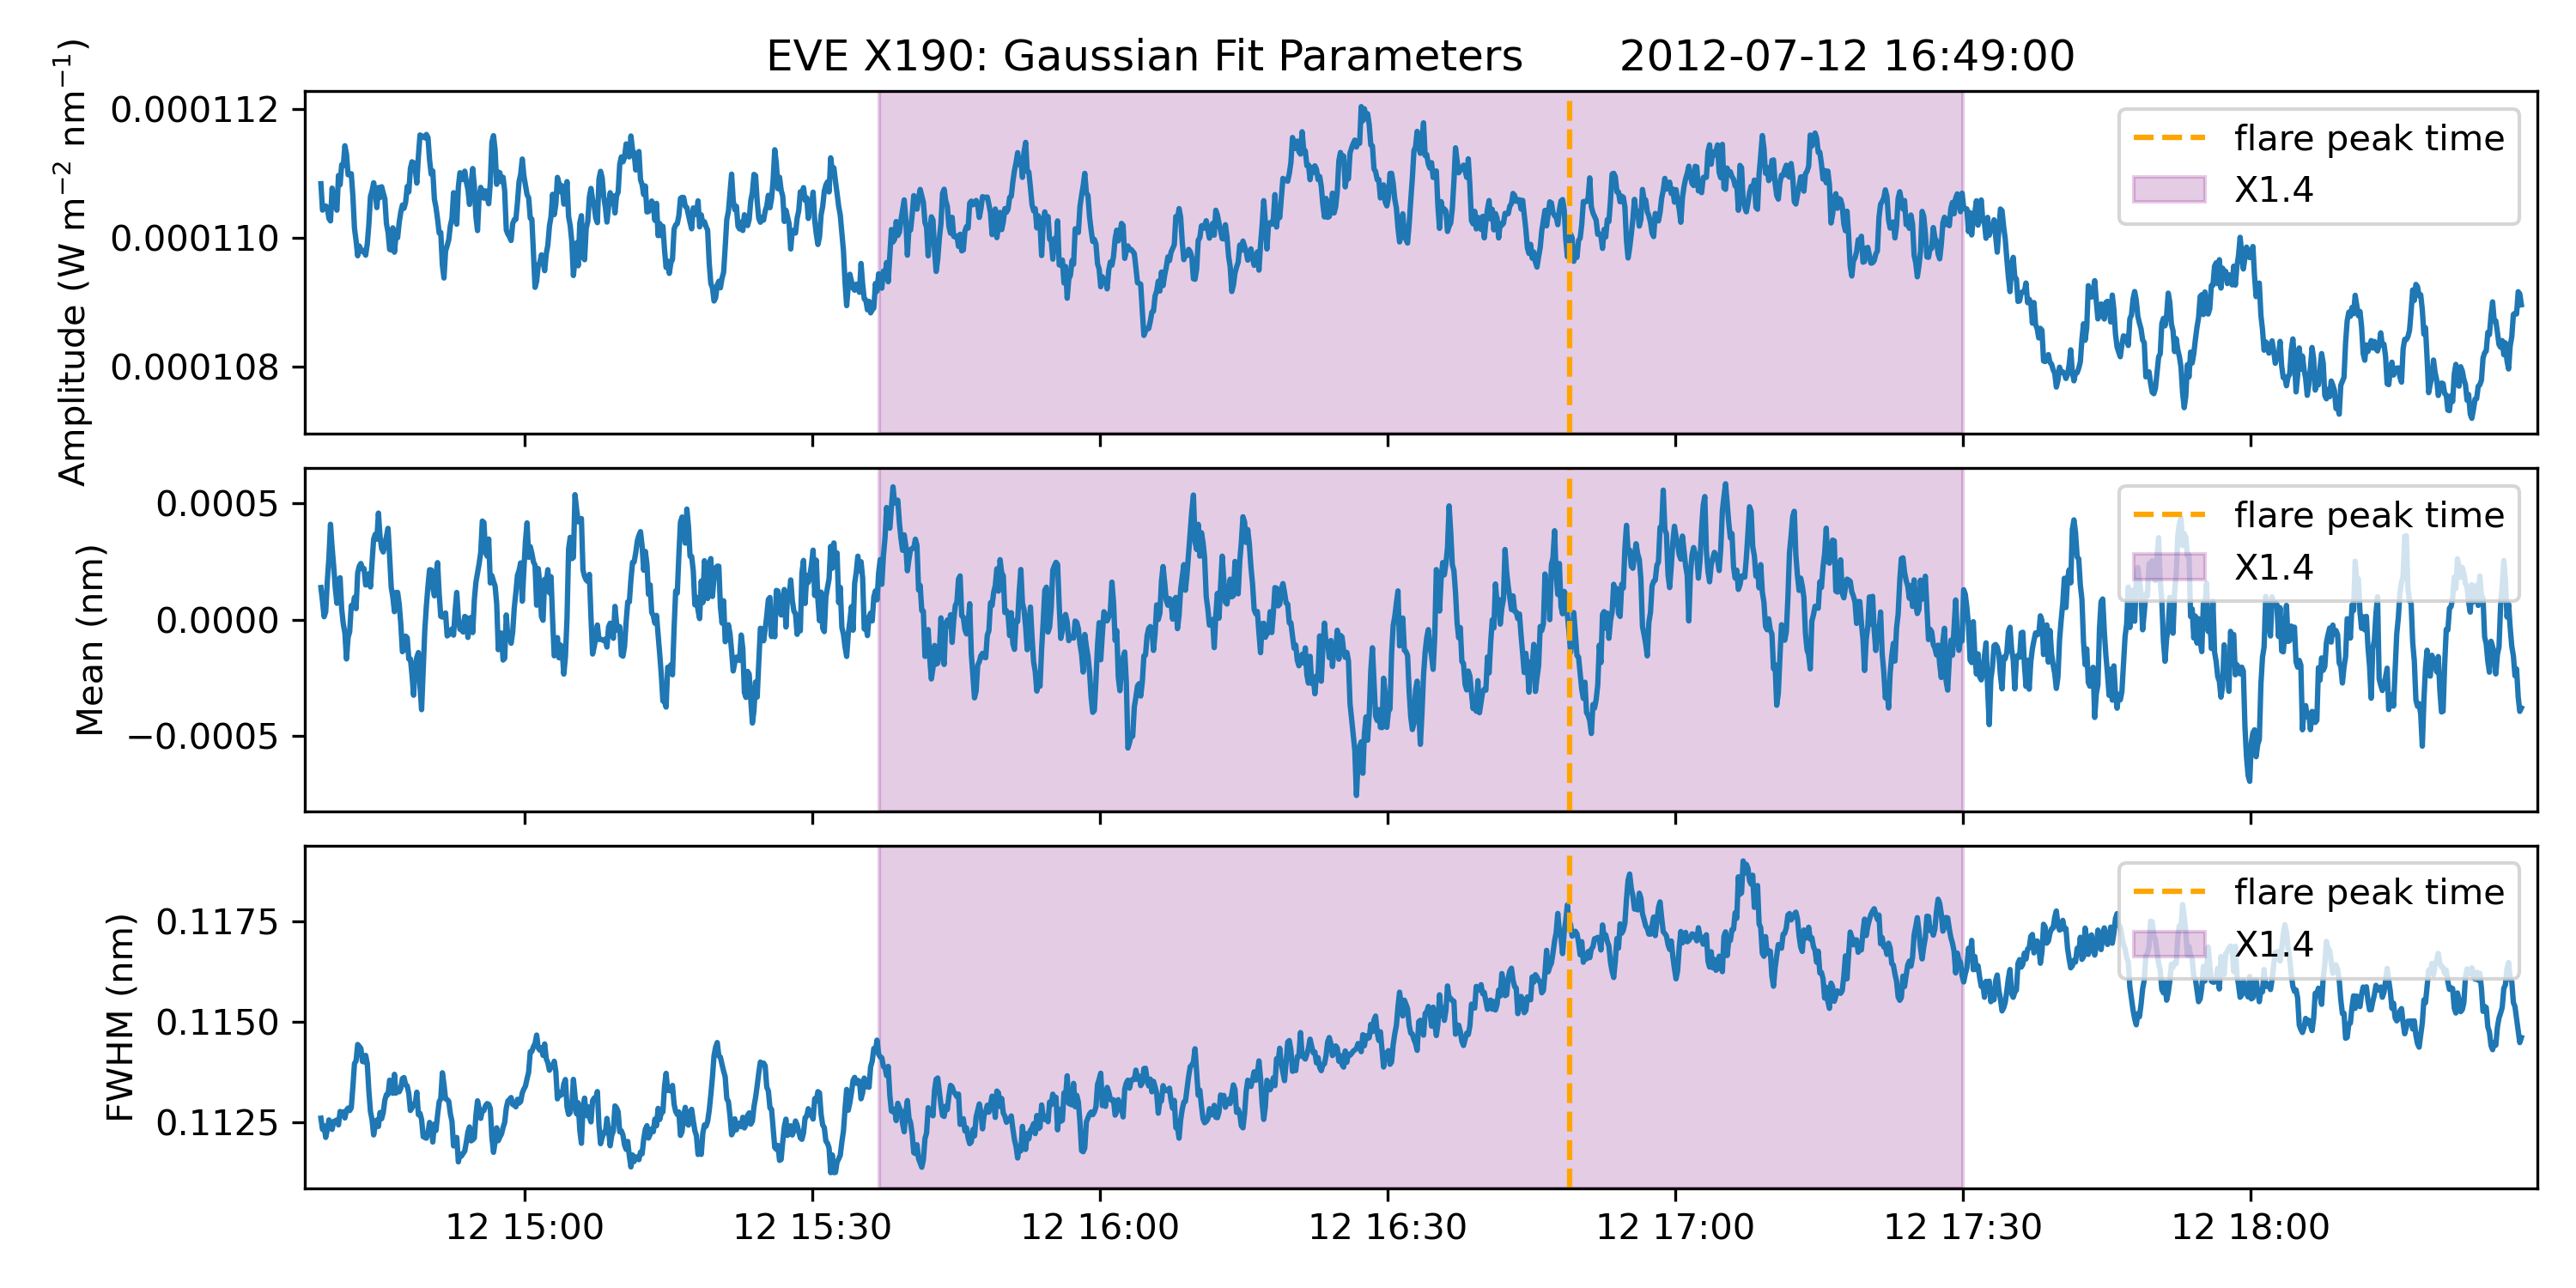 EVE X190: Gaussian Fit Parameters 2012-07-12 16:49:00
Amplitude (W m⁻² nm⁻¹)
0.000112
0.000110
0.000108
flare peak time
X1.4
Mean (nm)
0.0005
0.0000
−0.0005
flare peak time
X1.4
FWHM (nm)
0.1175
0.1150
0.1125
flare peak time
X1.4
12 15:00 12 15:30 12 16:00 12 16:30 12 17:00 12 17:30 12 18:00